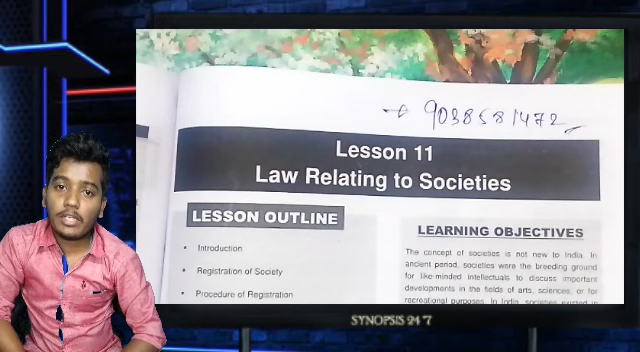 → 9038581472
Lesson 11
Law Relating to Societies
LESSON OUTLINE
• Introduction
• Registration of Society
• Procedure of Registration
LEARNING OBJECTIVES
The concept of societies is not new to India. In
ancient period, societies were the breeding ground
for like-minded intellectuals to discuss important
developments in the fields of arts, sciences, or for
recreational purposes. In India, societies existed in
SYNOPSIS 24*7